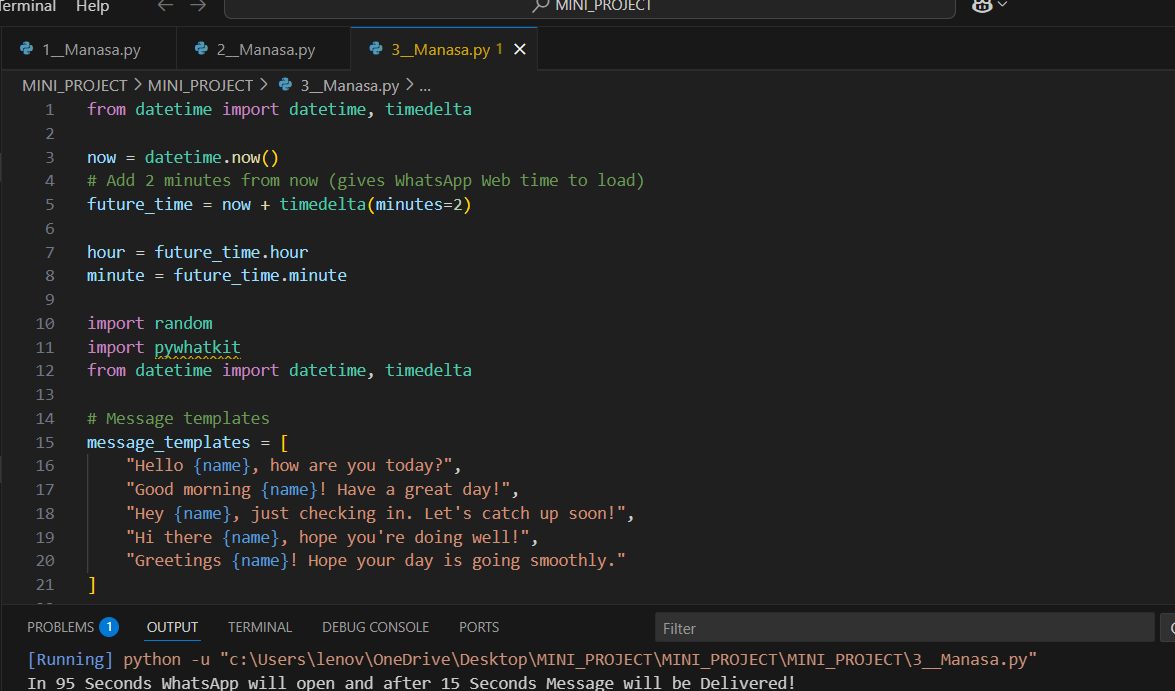 Terminal Help MINI_PROJECT
1__Manasa.py 2__Manasa.py 3__Manasa.py 1
MINI_PROJECT > MINI_PROJECT > 3__Manasa.py > ...
1 from datetime import datetime, timedelta
2
3 now = datetime.now()
4 # Add 2 minutes from now (gives WhatsApp Web time to load)
5 future_time = now + timedelta(minutes=2)
6
7 hour = future_time.hour
8 minute = future_time.minute
9
10 import random
11 import pywhatkit
12 from datetime import datetime, timedelta
13
14 # Message templates
15 message_templates = [
16 "Hello {name}, how are you today?",
17 "Good morning {name}! Have a great day!",
18 "Hey {name}, just checking in. Let's catch up soon!",
19 "Hi there {name}, hope you're doing well!",
20 "Greetings {name}! Hope your day is going smoothly."
21 ]
PROBLEMS 1 OUTPUT TERMINAL DEBUG CONSOLE PORTS Filter
[Running] python -u "c:\Users\lenov\OneDrive\Desktop\MINI_PROJECT\MINI_PROJECT\MINI_PROJECT\3__Manasa.py"
In 95 Seconds WhatsApp will open and after 15 Seconds Message will be Delivered!